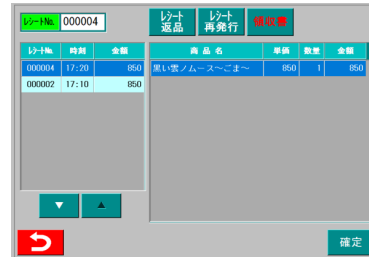 レシートNo. 000004
レシート返品
レシート再発行
領収書
レシートNo. 時刻 金額
000004 17:20 850
000002 17:10 850
商品名 単価 数量 金額
黒い雲ノムース～ごま～ 850 1 850
▼ ▲
確定